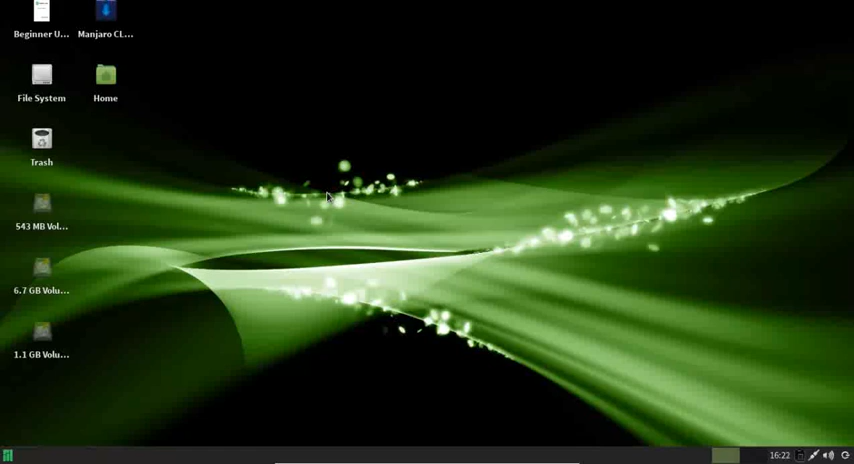 Beginner U...
Manjaro CL...
File System
Home
Trash
543 MB Vol...
6.7 GB Volu...
1.1 GB Volu...
16:22